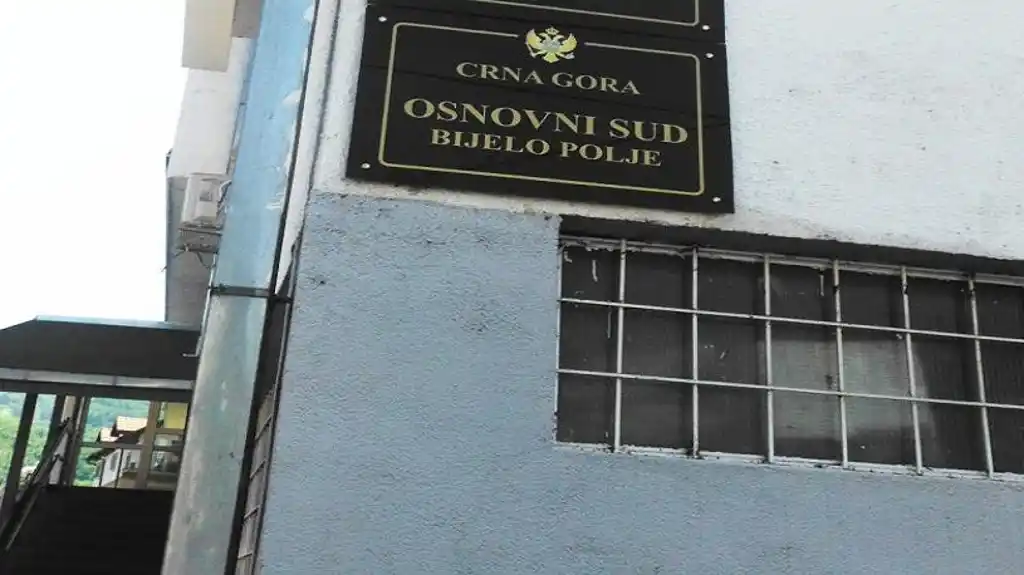 CRNA GORA
OSNOVNI SUD
BIJELO POLJE